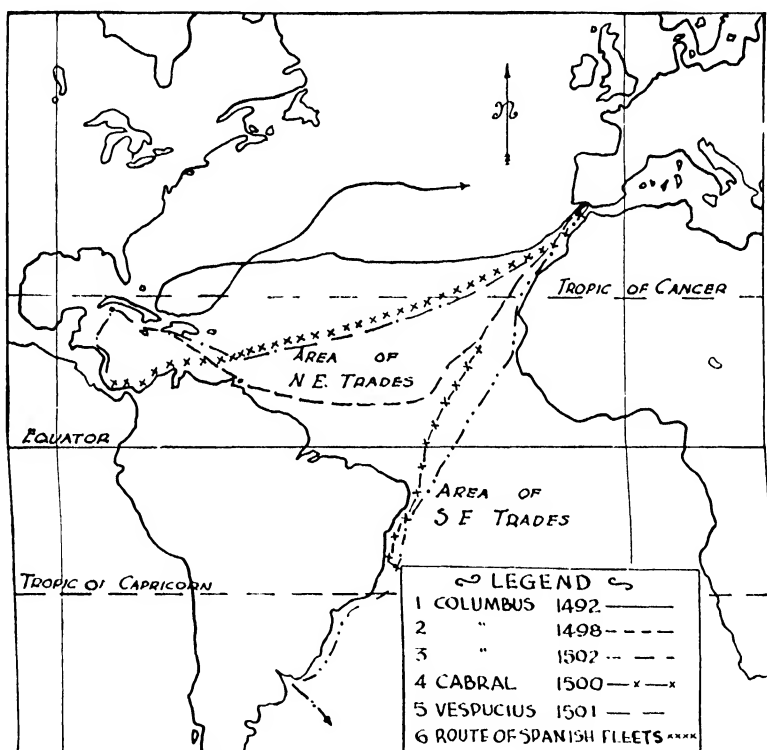 TROPIC OF CANCER
AREA OF
N E. TRADES
EQUATOR
AREA OF
S E TRADES
TROPIC OF CAPRICORN
LEGEND
1 COLUMBUS 1492
2 " 1498
3 " 1502
4 CABRAL 1500
5 VESPUCIUS 1501
6 ROUTE OF SPANISH FLEETS